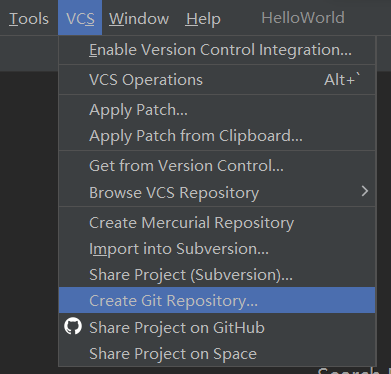 Tools VCS Window Help HelloWorld
Enable Version Control Integration...
VCS Operations Alt+`
Apply Patch...
Apply Patch from Clipboard...
Get from Version Control...
Browse VCS Repository
Create Mercurial Repository
Import into Subversion...
Share Project (Subversion)...
Create Git Repository...
Share Project on GitHub
Share Project on Space